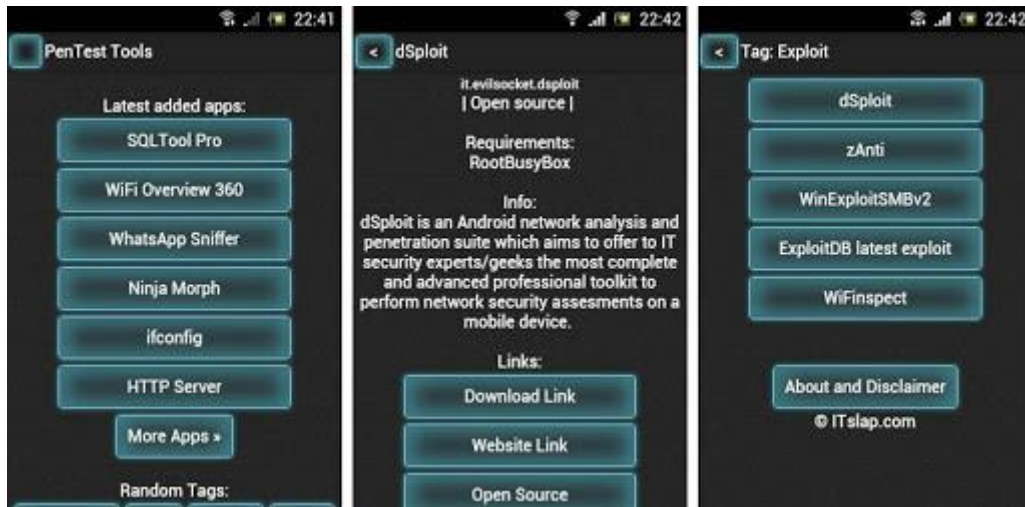 22:41
PenTest Tools
Latest added apps:
SQLTool Pro
WiFi Overview 360
WhatsApp Sniffer
Ninja Morph
ifconfig
HTTP Server
More Apps »
Random Tags:
22:42
< dSploit
it.evilsocket.dsploit
| Open source |
Requirements:
RootBusyBox
Info:
dSploit is an Android network analysis and
penetration suite which aims to offer to IT
security experts/geeks the most complete
and advanced professional toolkit to
perform network security assesments on a
mobile device.
Links:
Download Link
Website Link
Open Source
22:42
< Tag: Exploit
dSploit
zAnti
WinExploitSMBv2
ExploitDB latest exploit
WiFinspect
About and Disclaimer
© ITslap.com